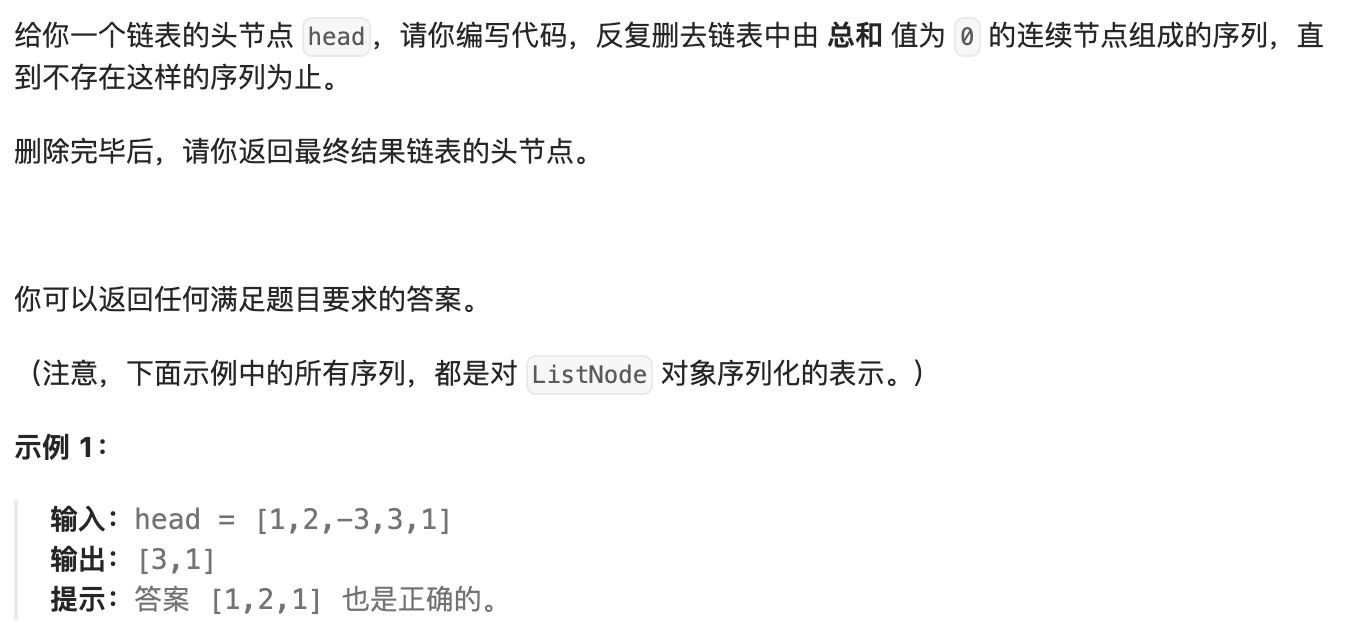 给你一个链表的头节点 head，请你编写代码，反复删去链表中由 总和 值为 0 的连续节点组成的序列，直
到不存在这样的序列为止。
删除完毕后，请你返回最终结果链表的头节点。
你可以返回任何满足题目要求的答案。
（注意，下面示例中的所有序列，都是对 ListNode 对象序列化的表示。）
示例 1：
输入：head = [1,2,-3,3,1]
输出：[3,1]
提示：答案 [1,2,1] 也是正确的。